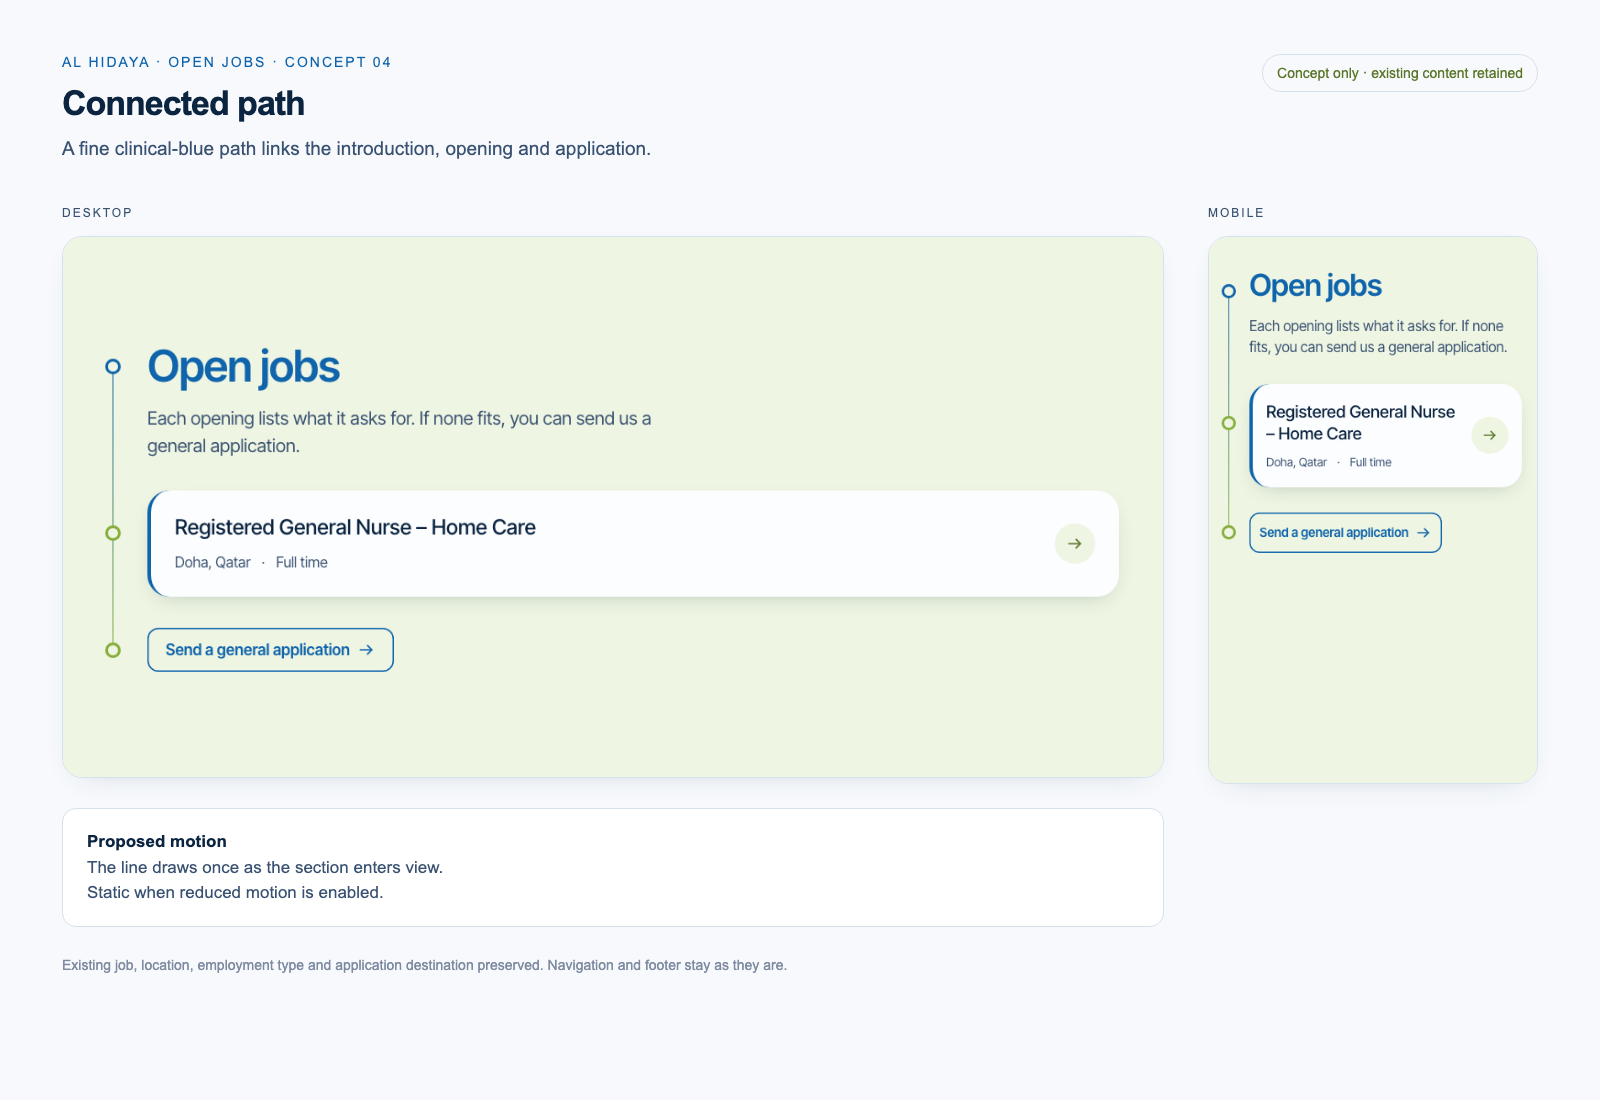 AL HIDAYA · OPEN JOBS · CONCEPT 04
Concept only · existing content retained
Connected path
A fine clinical-blue path links the introduction, opening and application.
DESKTOP
Open jobs
Each opening lists what it asks for. If none fits, you can send us a
general application.
Registered General Nurse – Home Care
Doha, Qatar · Full time
Send a general application →
MOBILE
Open jobs
Each opening lists what it asks for. If none
fits, you can send us a general application.
Registered General Nurse
– Home Care
Doha, Qatar · Full time
Send a general application →
Proposed motion
The line draws once as the section enters view.
Static when reduced motion is enabled.
Existing job, location, employment type and application destination preserved. Navigation and footer stay as they are.